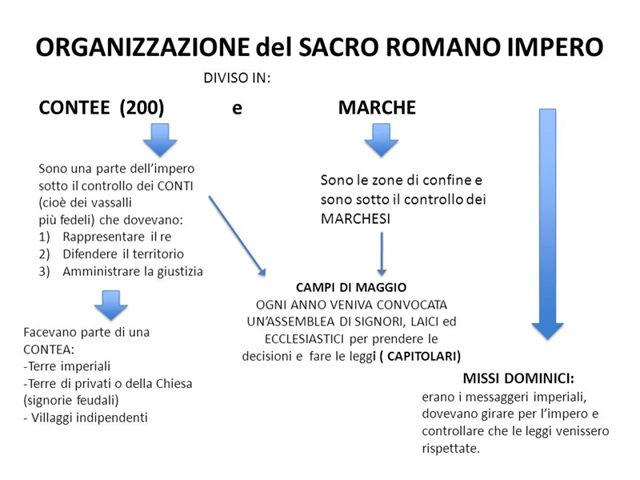 ORGANIZZAZIONE del SACRO ROMANO IMPERO
DIVISO IN:
CONTEE (200) e MARCHE
Sono una parte dell'impero
sotto il controllo dei CONTI
(cioè dei vassalli
più fedeli) che dovevano:
1) Rappresentare il re
2) Difendere il territorio
3) Amministrare la giustizia
Sono le zone di confine e
sono sotto il controllo dei
MARCHESI
Facevano parte di una
CONTEA:
-Terre imperiali
-Terre di privati o della Chiesa
(signorie feudali)
- Villaggi indipendenti
CAMPI DI MAGGIO
OGNI ANNO VENIVA CONVOCATA
UN'ASSEMBLEA DI SIGNORI, LAICI ed
ECCLESIASTICI per prendere le
decisioni e fare le leggi ( CAPITOLARI)
MISSI DOMINICI:
erano i messaggeri imperiali,
dovevano girare per l'impero e
controllare che le leggi venissero
rispettate.